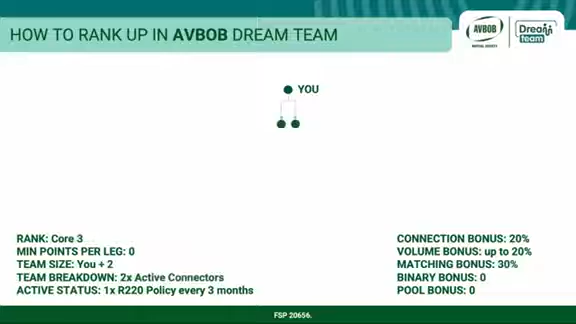 HOW TO RANK UP IN AVBOB DREAM TEAM
AVBOB
MUTUAL SOCIETY
Dream
team
YOU
RANK: Core 3
MIN POINTS PER LEG: 0
TEAM SIZE: You + 2
TEAM BREAKDOWN: 2x Active Connectors
ACTIVE STATUS: 1x R220 Policy every 3 months
CONNECTION BONUS: 20%
VOLUME BONUS: up to 20%
MATCHING BONUS: 30%
BINARY BONUS: 0
POOL BONUS: 0
FSP 20656.